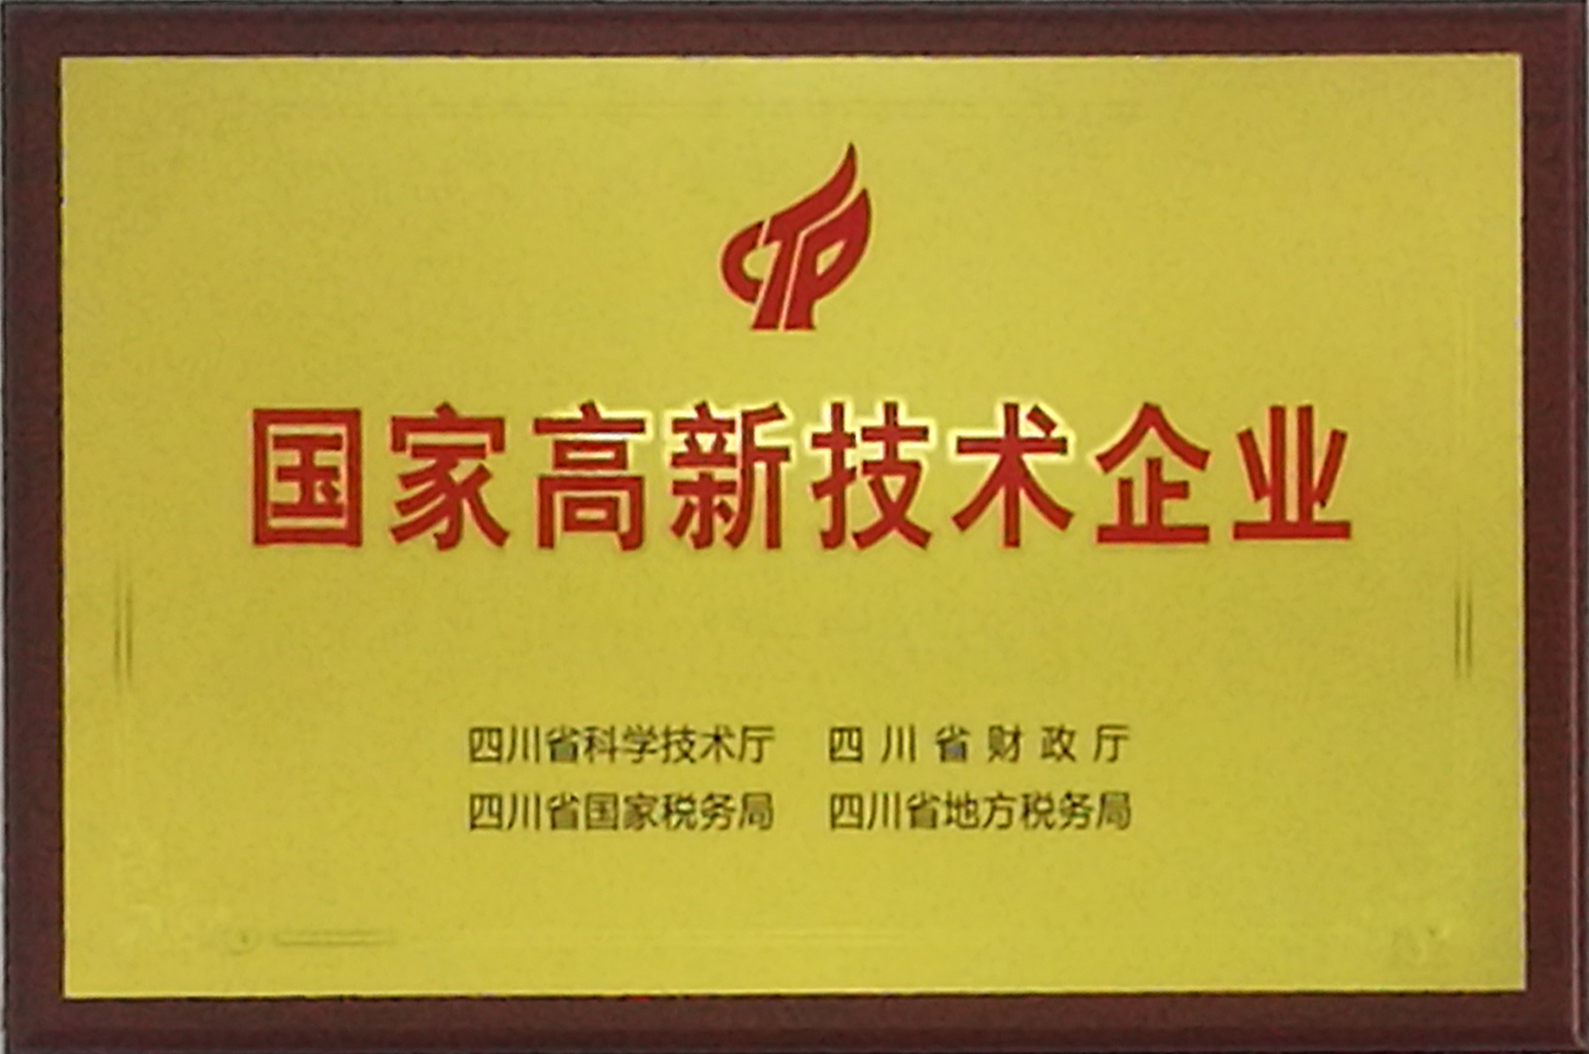 CTP
国家高新技术企业
四川省科学技术厅 四川省财政厅
四川省国家税务局 四川省地方税务局